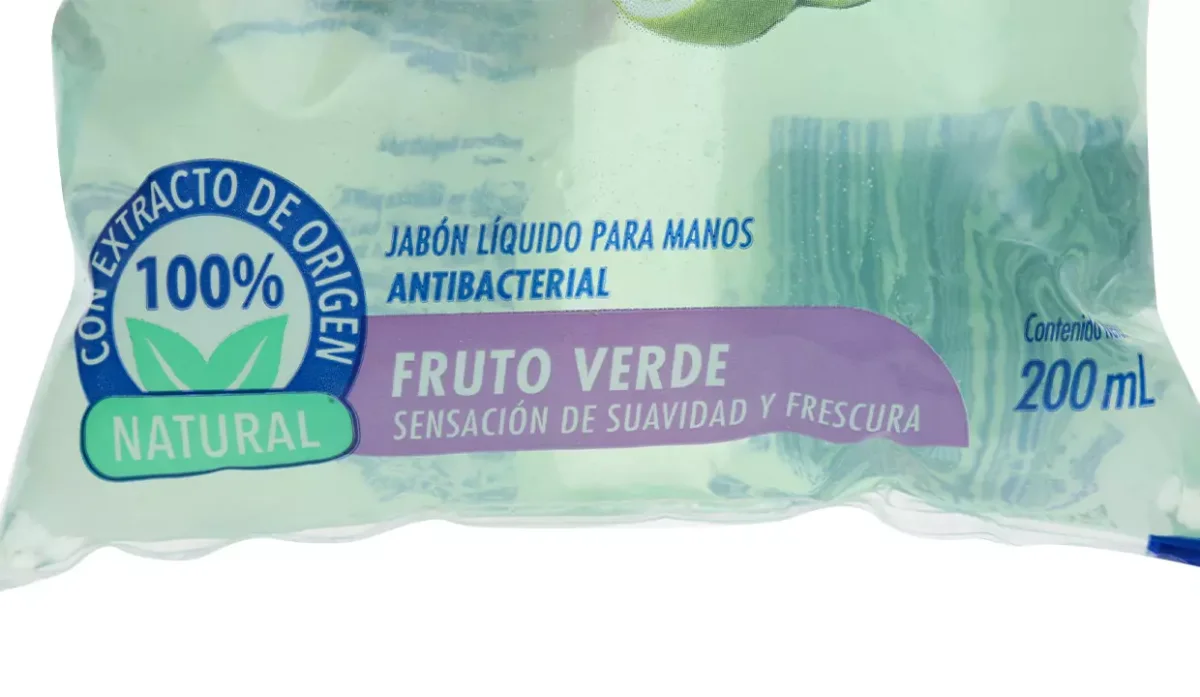 CON EXTRACTO DE ORIGEN
100%
NATURAL
JABÓN LÍQUIDO PARA MANOS
ANTIBACTERIAL
FRUTO VERDE
SENSACIÓN DE SUAVIDAD Y FRESCURA
Contenido
200 mL